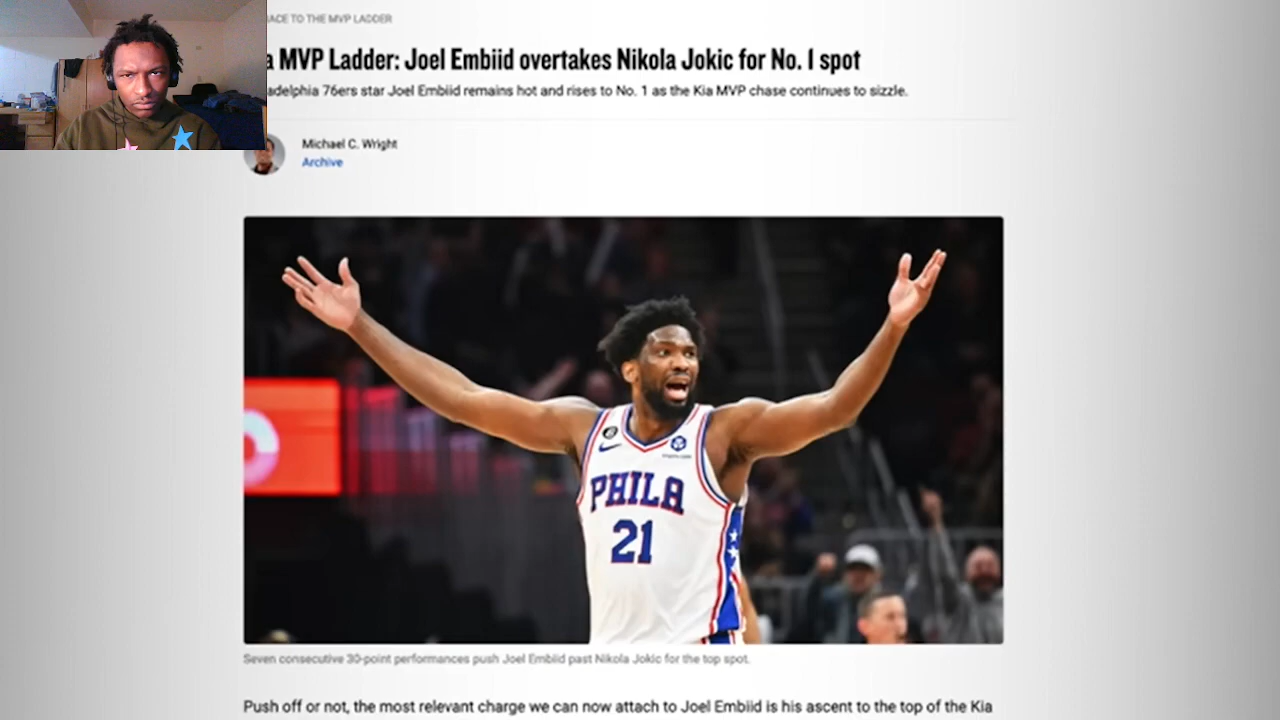 ACE TO THE MVP LADDER
a MVP Ladder: Joel Embiid overtakes Nikola Jokic for No. 1 spot
adelphia 76ers star Joel Embiid remains hot and rises to No. 1 as the Kia MVP chase continues to sizzle.
Michael C. Wright
Archive
PHILA
21
Seven consecutive 30-point performances push Joel Embiid past Nikola Jokic for the top spot.
Push off or not, the most relevant charge we can now attach to Joel Embiid is his ascent to the top of the Kia